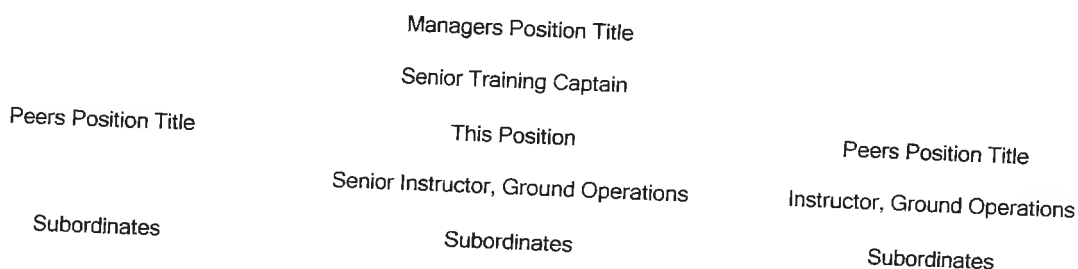 Managers Position Title
Senior Training Captain
Peers Position Title
This Position
Peers Position Title
Senior Instructor, Ground Operations
Instructor, Ground Operations
Subordinates
Subordinates
Subordinates